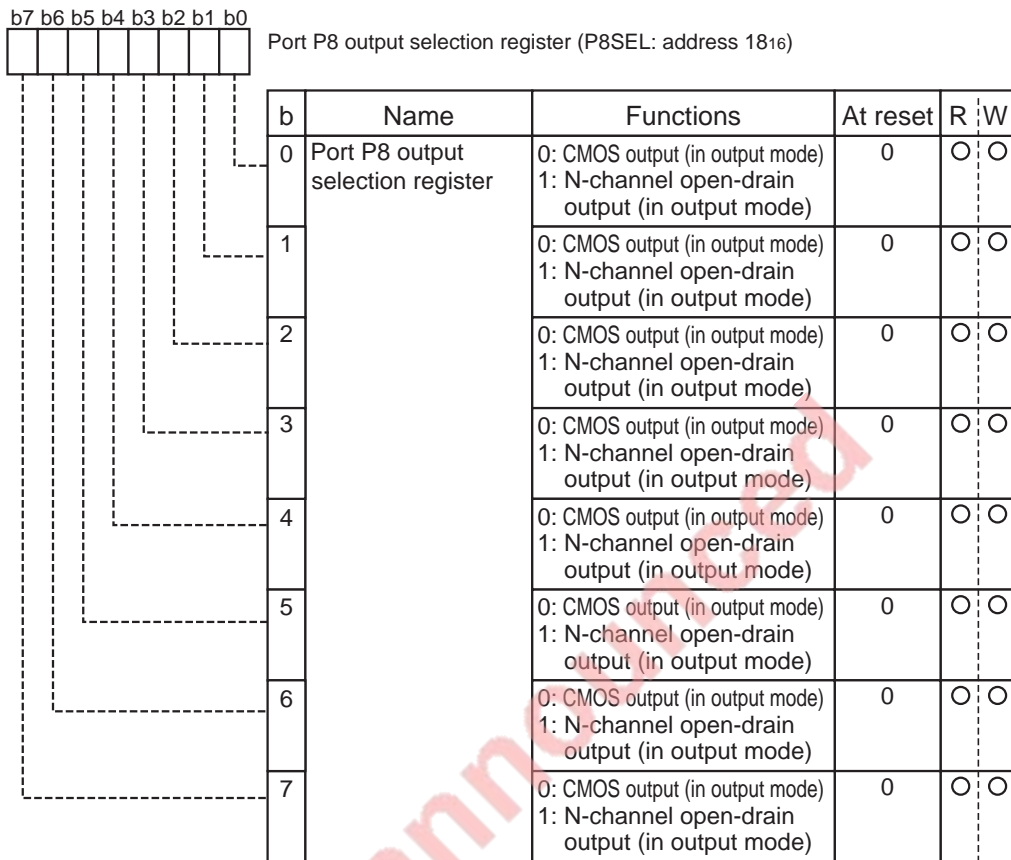 b7 b6 b5 b4 b3 b2 b1 b0
Port P8 output selection register (P8SEL: address 1816)
b Name Functions At reset R W
0 Port P8 output selection register 0: CMOS output (in output mode) 0 O O
1: N-channel open-drain
output (in output mode)
1 0: CMOS output (in output mode) 0 O O
1: N-channel open-drain
output (in output mode)
2 0: CMOS output (in output mode) 0 O O
1: N-channel open-drain
output (in output mode)
3 0: CMOS output (in output mode) 0 O O
1: N-channel open-drain
output (in output mode)
4 0: CMOS output (in output mode) 0 O O
1: N-channel open-drain
output (in output mode)
5 0: CMOS output (in output mode) 0 O O
1: N-channel open-drain
output (in output mode)
6 0: CMOS output (in output mode) 0 O O
1: N-channel open-drain
output (in output mode)
7 0: CMOS output (in output mode) 0 O O
1: N-channel open-drain
output (in output mode)
nnounced